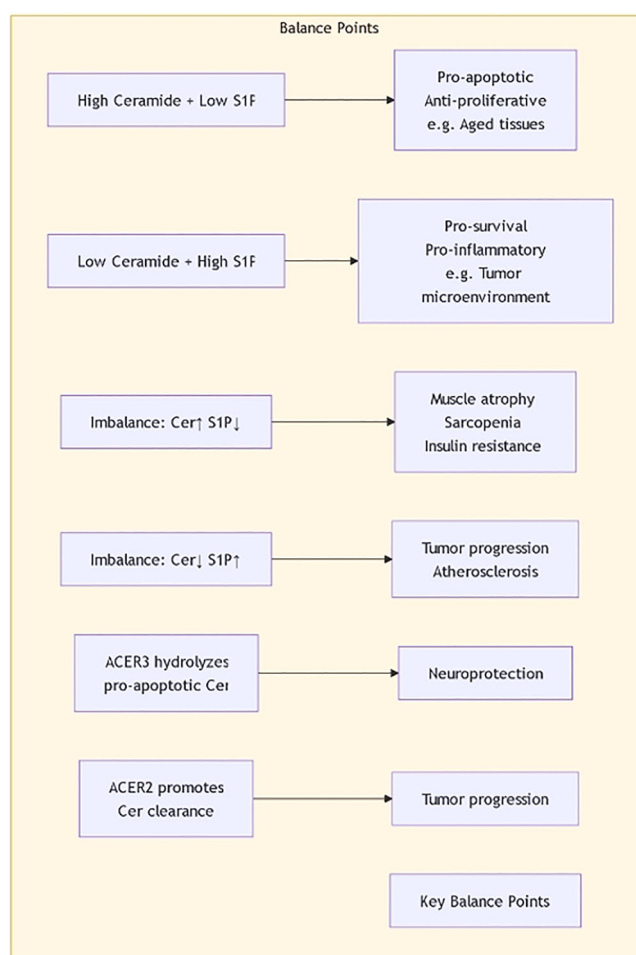 Balance Points
High Ceramide + Low S1P
Pro-apoptotic
Anti-proliferative
e.g. Aged tissues
Low Ceramide + High S1P
Pro-survival
Pro-inflammatory
e.g. Tumor
microenvironment
Imbalance: Cer↑ S1P↓
Muscle atrophy
Sarcopenia
Insulin resistance
Imbalance: Cer↓ S1P↑
Tumor progression
Atherosclerosis
ACER3 hydrolyzes
pro-apoptotic Cer
Neuroprotection
ACER2 promotes
Cer clearance
Tumor progression
Key Balance Points